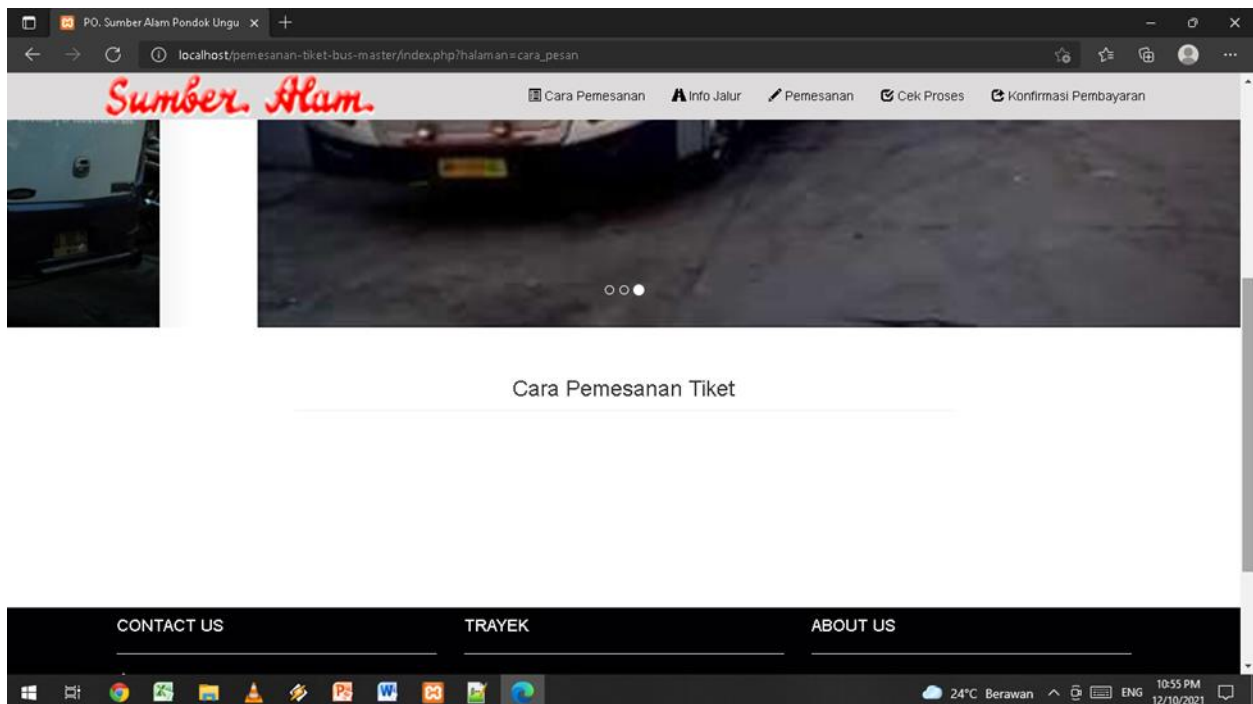 PO. Sumber Alam Pondok Ungu
localhost/pemesanan-tiket-bus-master/index.php?halaman=cara_pesan
Sumber. Alam.
Cara Pemesanan
Info Jalur
Pemesanan
Cek Proses
Konfirmasi Pembayaran
Cara Pemesanan Tiket
CONTACT US
TRAYEK
ABOUT US
24°C Berawan
ENG
10:55 PM
12/10/2021